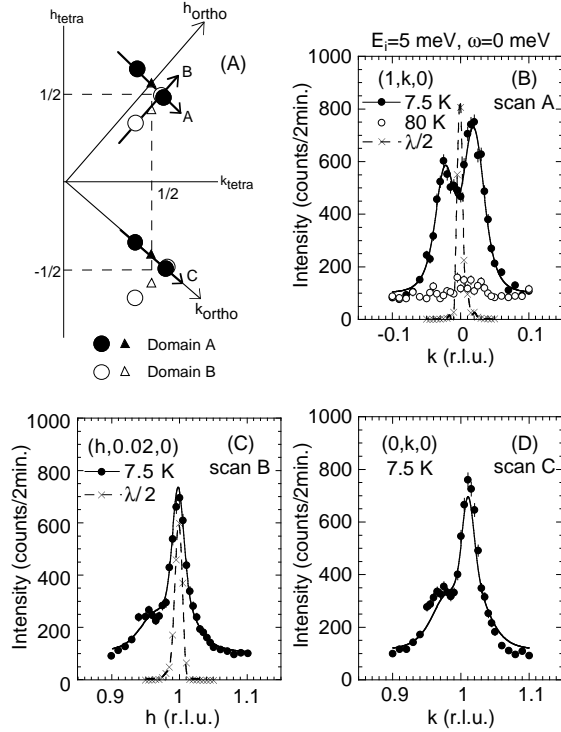 h_tetra
h_ortho
B
(A)
1/2
A
k_tetra
1/2
-1/2
C
k_ortho
Domain A
Domain B
E_i=5 meV, ω=0 meV
1000
800
600
400
200
0
Intensity (counts/2min.)
(1,k,0)
(B)
7.5 K
scan A
80 K
λ/2
-0.1
0
0.1
k (r.l.u.)
1000
800
600
400
200
0
Intensity (counts/2min.)
(h,0.02,0)
(C)
7.5 K
scan B
λ/2
0.9
1
1.1
h (r.l.u.)
1000
800
600
400
200
0
Intensity (counts/2min.)
(0,k,0)
(D)
7.5 K
scan C
0.9
1
1.1
k (r.l.u.)